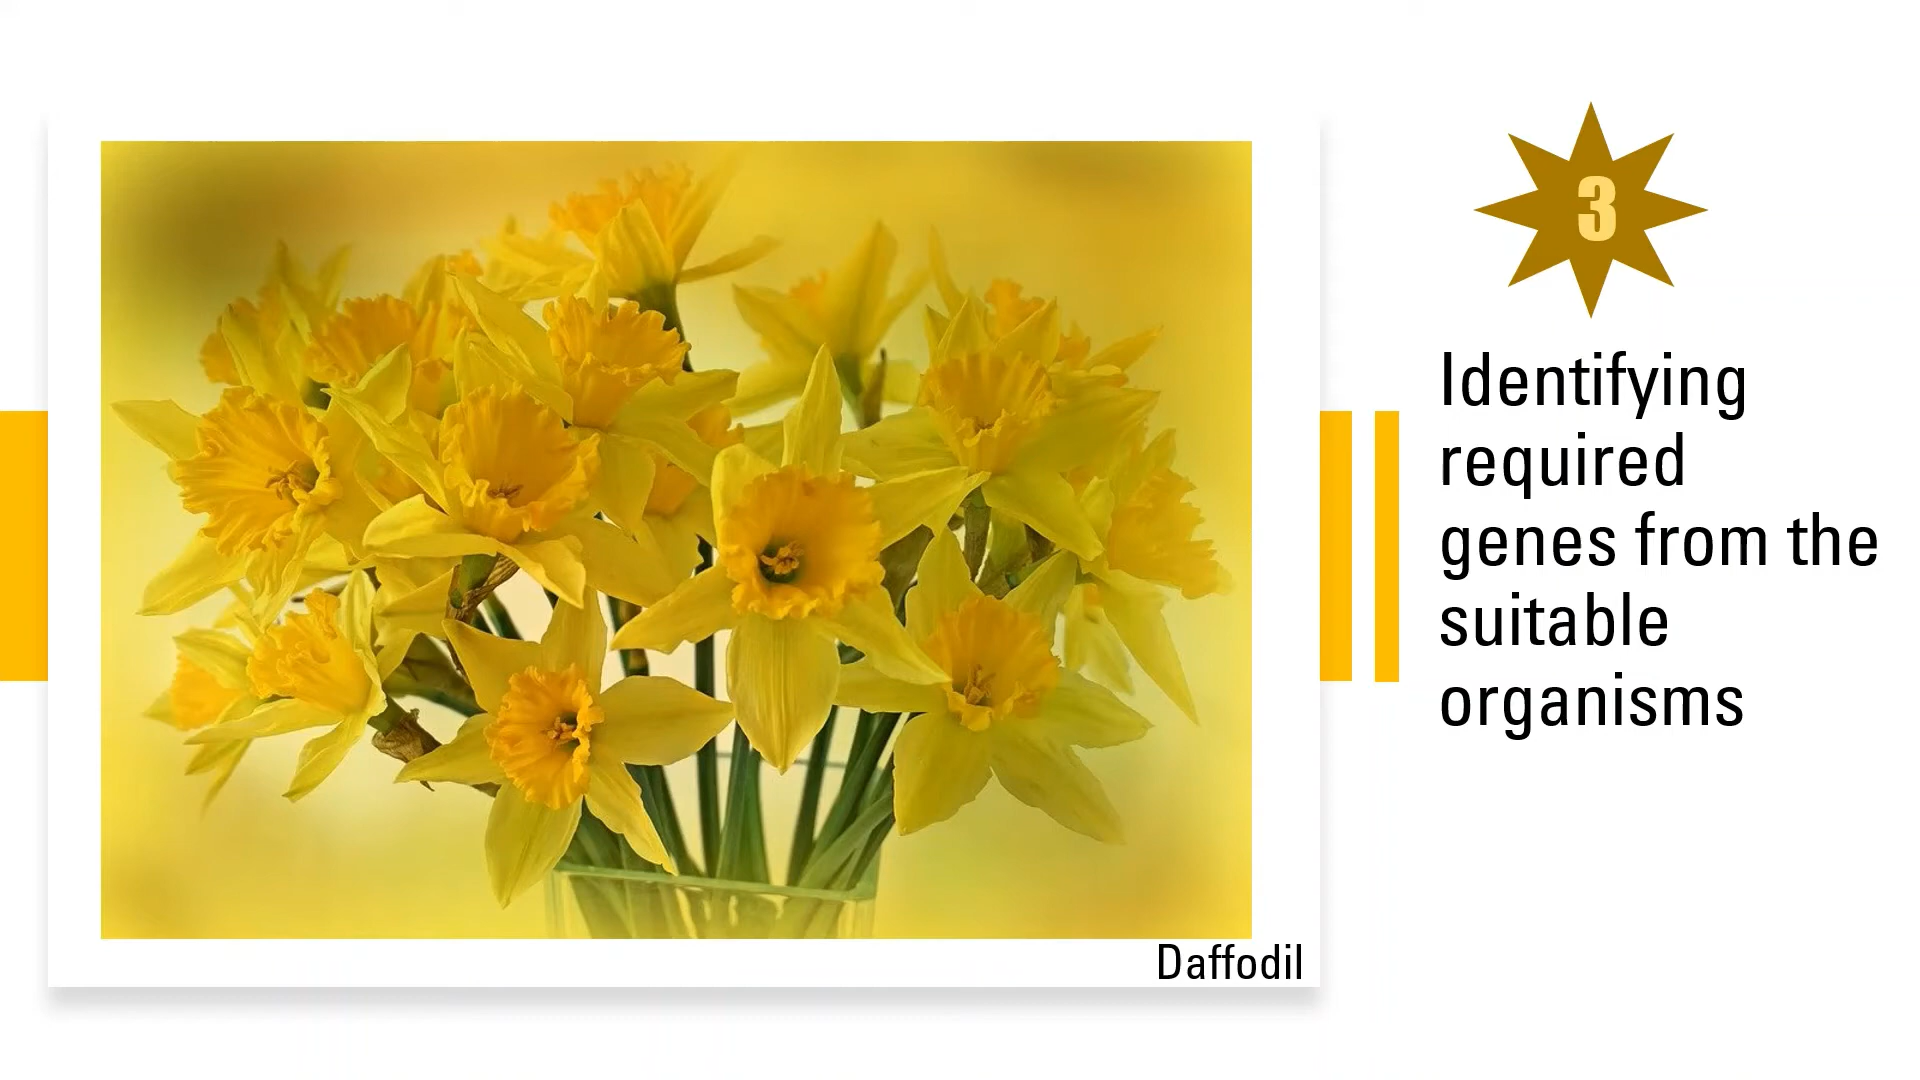 3
Identifying
required
genes from the
suitable
organisms
Daffodil